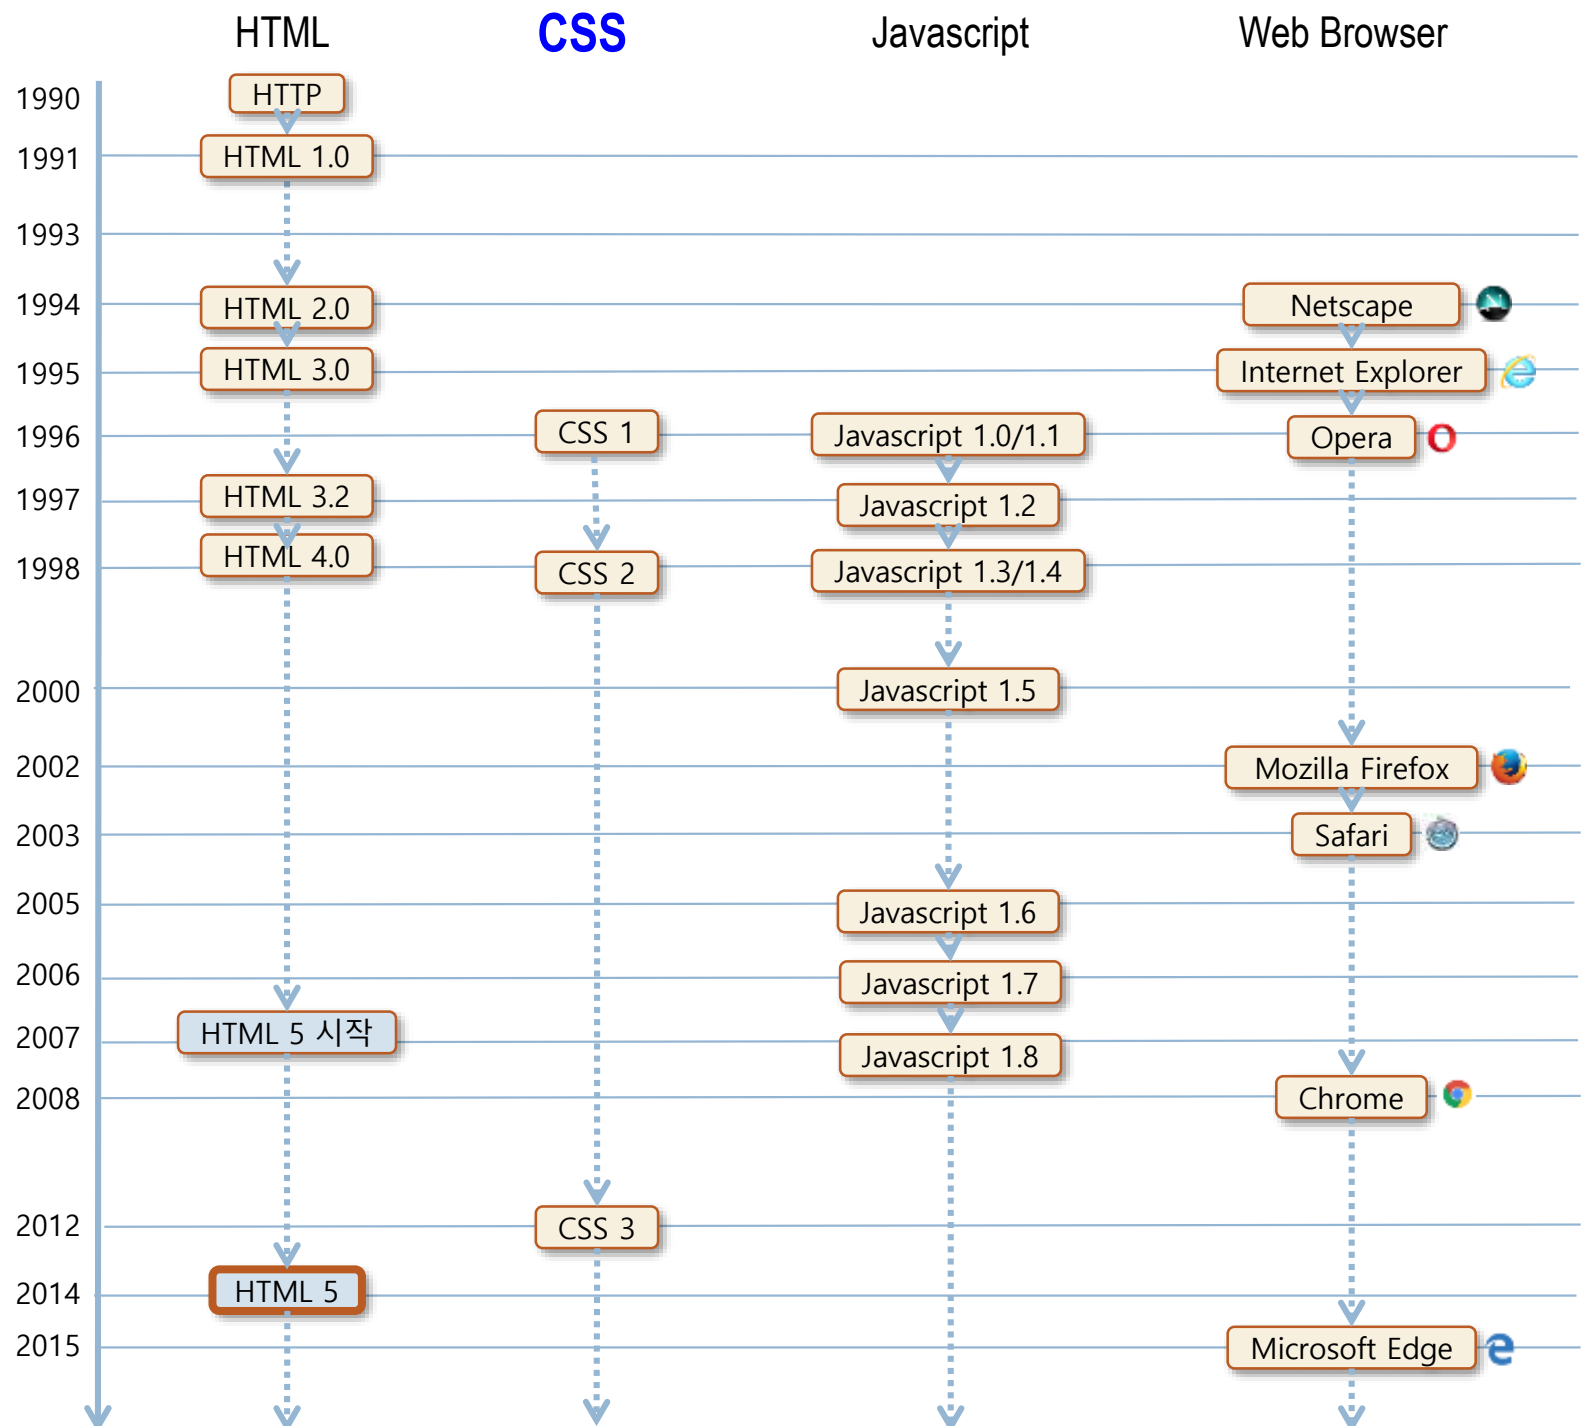 HTML CSS Javascript Web Browser
1990 HTTP
1991 HTML 1.0
1993
1994 HTML 2.0 Netscape
1995 HTML 3.0 Internet Explorer
1996 CSS 1 Javascript 1.0/1.1 Opera
1997 HTML 3.2 Javascript 1.2
1998 HTML 4.0 CSS 2 Javascript 1.3/1.4
2000 Javascript 1.5
2002 Mozilla Firefox
2003 Safari
2005 Javascript 1.6
2006 Javascript 1.7
2007 HTML 5 시작 Javascript 1.8
2008 Chrome
2012 CSS 3
2014 HTML 5
2015 Microsoft Edge